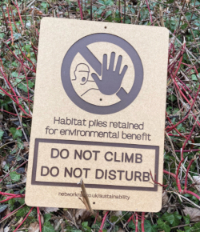 Habitat piles retained
for environmental benefit
DO NOT CLIMB
DO NOT DISTURB